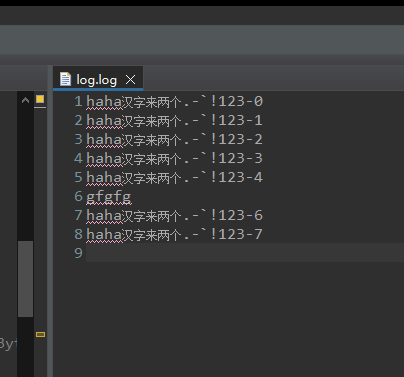 log.log
1 haha汉字来两个.-`!123-0
2 haha汉字来两个.-`!123-1
3 haha汉字来两个.-`!123-2
4 haha汉字来两个.-`!123-3
5 haha汉字来两个.-`!123-4
6 gfgfg
7 haha汉字来两个.-`!123-6
8 haha汉字来两个.-`!123-7
9